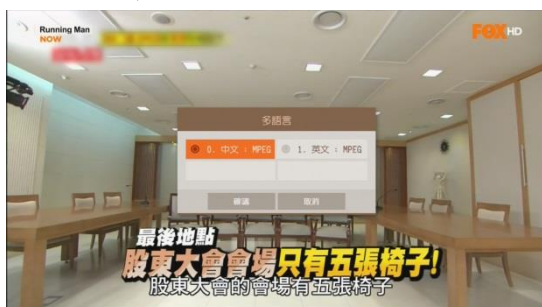 Running Man
NOW
FOX HD
多語言
0. 中文 : MPEG
1. 英文 : MPEG
取消
最後地點
股東大會會場只有五張椅子!
股東大會的會場有五張椅子